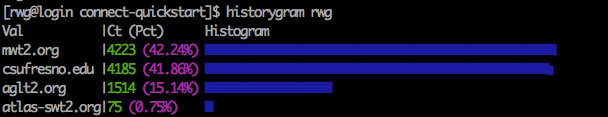 [rwg@login connect-quickstart]$ historygram rwg
Val |Ct (Pct) Histogram
mwt2.org |4223 (42.24%)
csufresno.edu |4185 (41.86%)
aglt2.org |1514 (15.14%)
atlas-swt2.org|75 (0.75%)